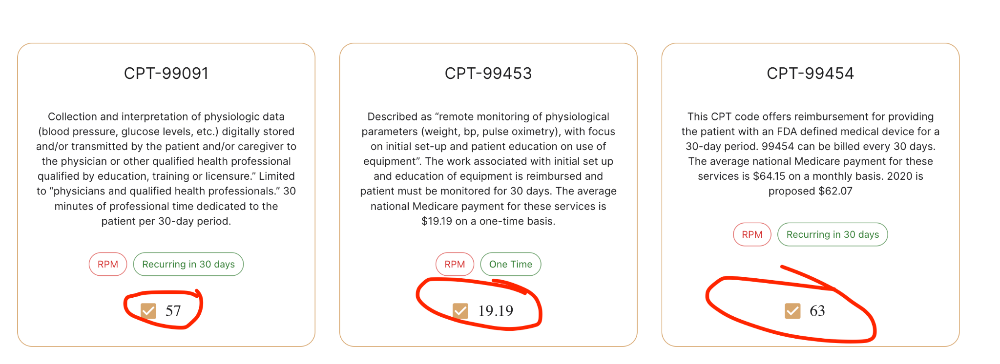 CPT-99091
Collection and interpretation of physiologic data
(blood pressure, glucose levels, etc.) digitally stored
and/or transmitted by the patient and/or caregiver to
the physician or other qualified health professional
qualified by education, training or licensure.” Limited
to “physicians and qualified health professionals.” 30
minutes of professional time dedicated to the
patient per 30-day period.
RPM
Recurring in 30 days
57
CPT-99453
Described as “remote monitoring of physiological
parameters (weight, bp, pulse oximetry), with focus
on initial set-up and patient education on use of
equipment”. The work associated with initial set up
and education of equipment is reimbursed and
patient must be monitored for 30 days. The average
national Medicare payment for these services is
$19.19 on a one-time basis.
RPM
One Time
19.19
CPT-99454
This CPT code offers reimbursement for providing
the patient with an FDA defined medical device for a
30-day period. 99454 can be billed every 30 days.
The average national Medicare payment for these
services is $64.15 on a monthly basis. 2020 is
proposed $62.07
RPM
Recurring in 30 days
63